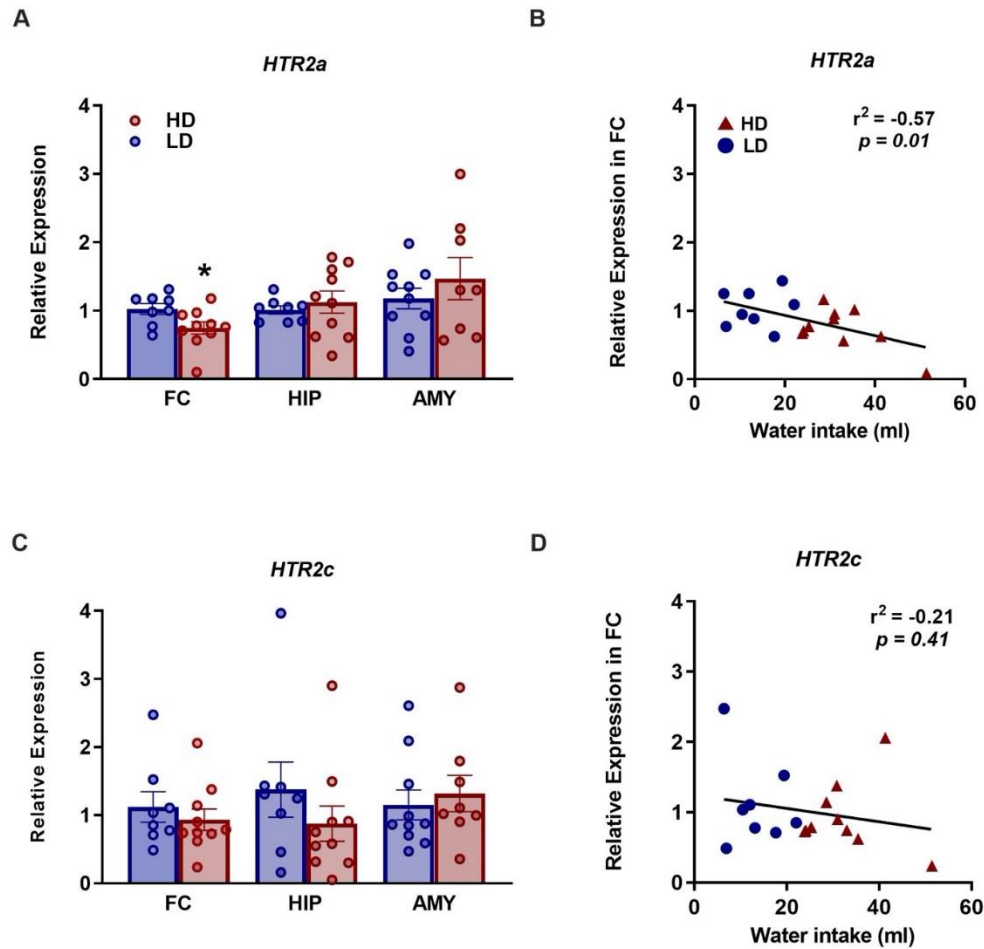 A
HTR2a
Relative Expression
4
3
2
1
0
HD
LD
*
FC HIP AMY
B
HTR2a
Relative Expression in FC
4
3
2
1
0
HD
LD
r² = -0.57
p = 0.01
0 20 40 60
Water intake (ml)
C
HTR2c
Relative Expression
4
3
2
1
0
FC HIP AMY
D
HTR2c
Relative Expression in FC
4
3
2
1
0
r² = -0.21
p = 0.41
0 20 40 60
Water intake (ml)